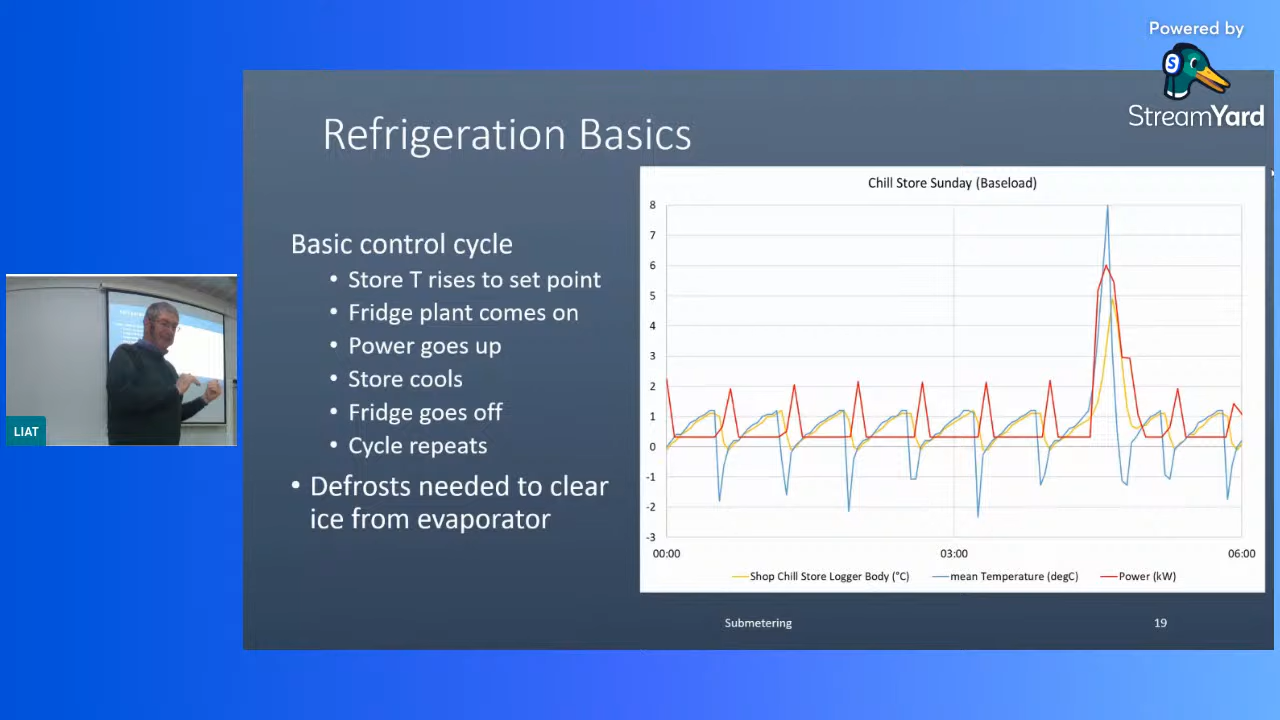 Powered by
StreamYard
Refrigeration Basics
Basic control cycle
• Store T rises to set point
• Fridge plant comes on
• Power goes up
• Store cools
• Fridge goes off
• Cycle repeats
• Defrosts needed to clear
ice from evaporator
Chill Store Sunday (Baseload)
8
7
6
5
4
3
2
1
0
-1
-2
-3
00:00 03:00 06:00
Shop Chill Store Logger Body (°C) mean Temperature (degC) Power (kW)
LIAT
Submetering 19